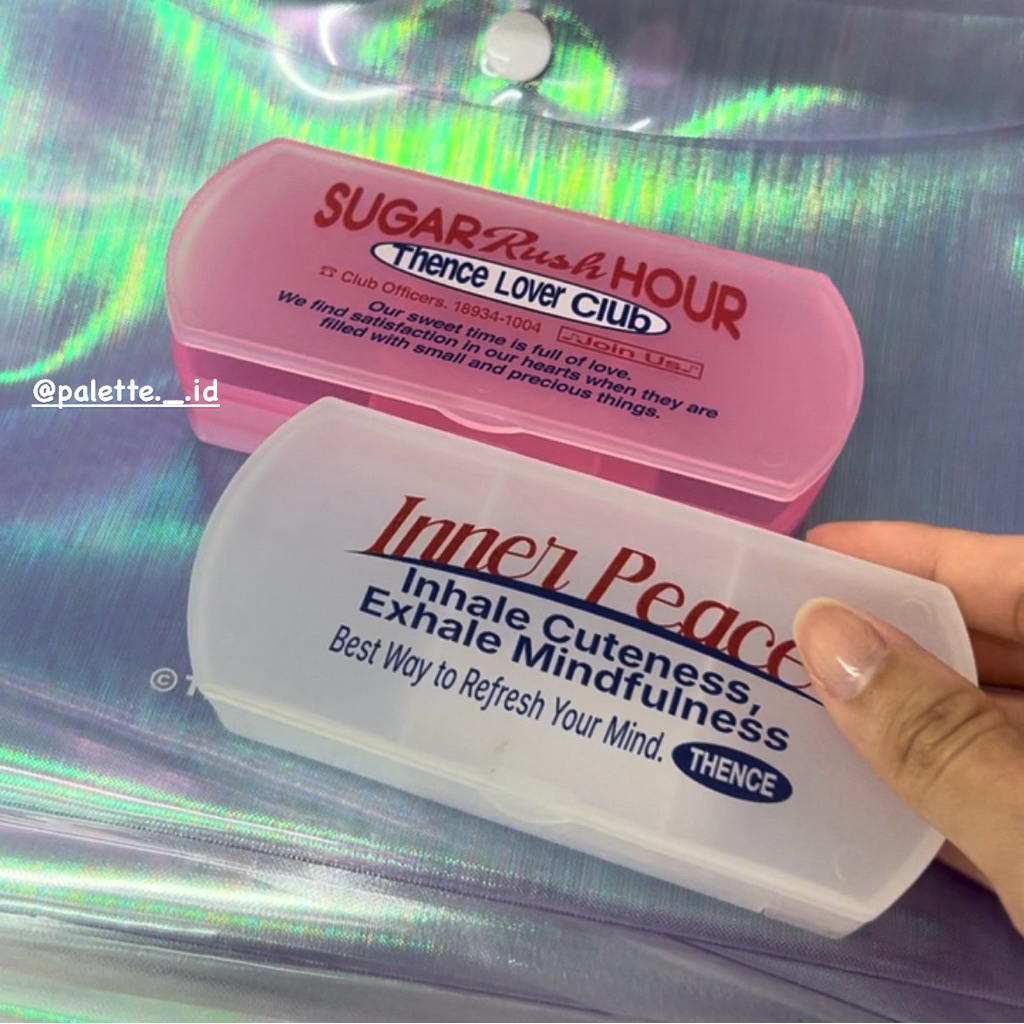 SUGAR Rush HOUR
Thence Lover Club
☎ Club Officers. 18934-1004
♫Join Us♪
Our sweet time is full of love.
We find satisfaction in our hearts when they are
filled with small and precious things.
@palette._.id
Inner Peace
Inhale Cuteness,
Exhale Mindfulness
Best Way to Refresh Your Mind.
THENCE
©